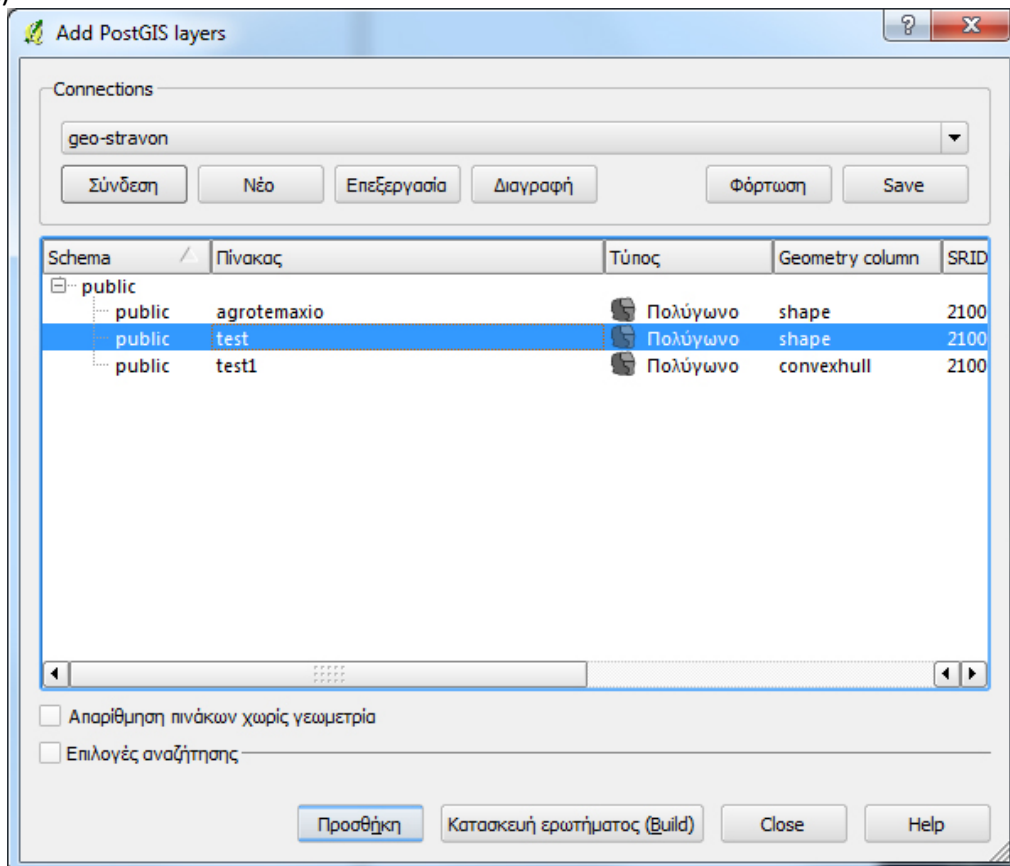 )
Add PostGIS layers
Connections
geo-stravon
Σύνδεση Νέο Επεξεργασία Διαγραφή Φόρτωση Save
Schema Πίνακας Τύπος Geometry column SRID
public
public agrotemaxio Πολύγωνο shape 2100
public test Πολύγωνο shape 2100
public test1 Πολύγωνο convexhull 2100
Απαρίθμηση πινάκων χωρίς γεωμετρία
Επιλογές αναζήτησης
Προσθήκη Κατασκευή ερωτήματος (Build) Close Help